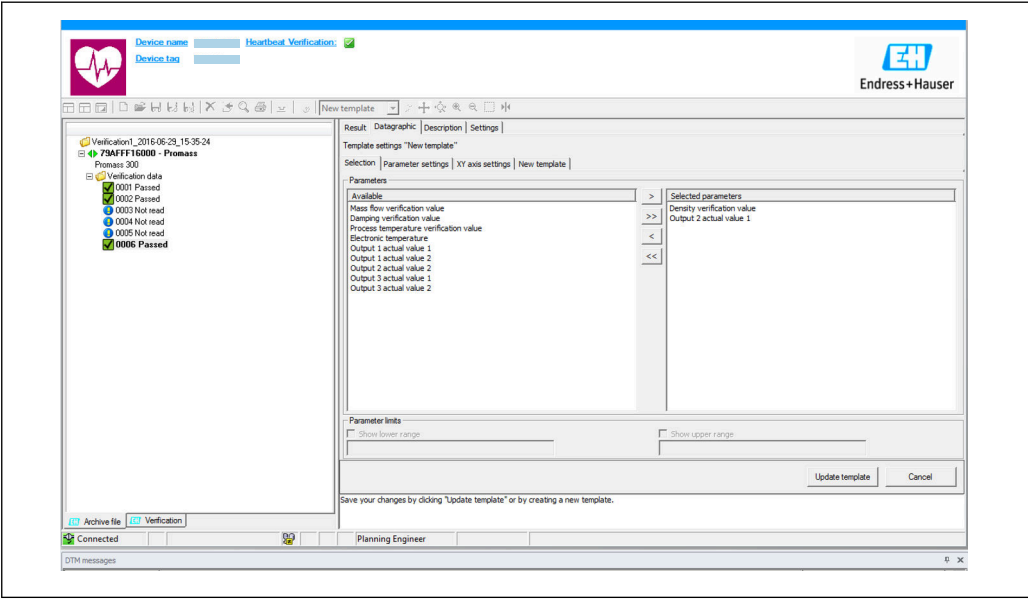 Device name
Heartbeat Verification:
Device tag
Endress+Hauser
New template
Result Datagraphic Description Settings
Verification1_2016-06-29_15-35-24
79AFFF16000 - Promass
Promass 300
Verification data
0001 Passed
0002 Passed
0003 Not read
0004 Not read
0005 Not read
0006 Passed
Template settings "New template"
Selection Parameter settings XY axis settings New template
Parameters
Available
Mass flow verification value
Damping verification value
Process temperature verification value
Electronic temperature
Output 1 actual value 1
Output 1 actual value 2
Output 2 actual value 2
Output 3 actual value 1
Output 3 actual value 2
>
>>
<
<<
Selected parameters
Density verification value
Output 2 actual value 1
Parameter limits
Show lower range
Show upper range
Update template
Cancel
Save your changes by clicking "Update template" or by creating a new template.
Archive file
Verification
Connected
Planning Engineer
DTM messages